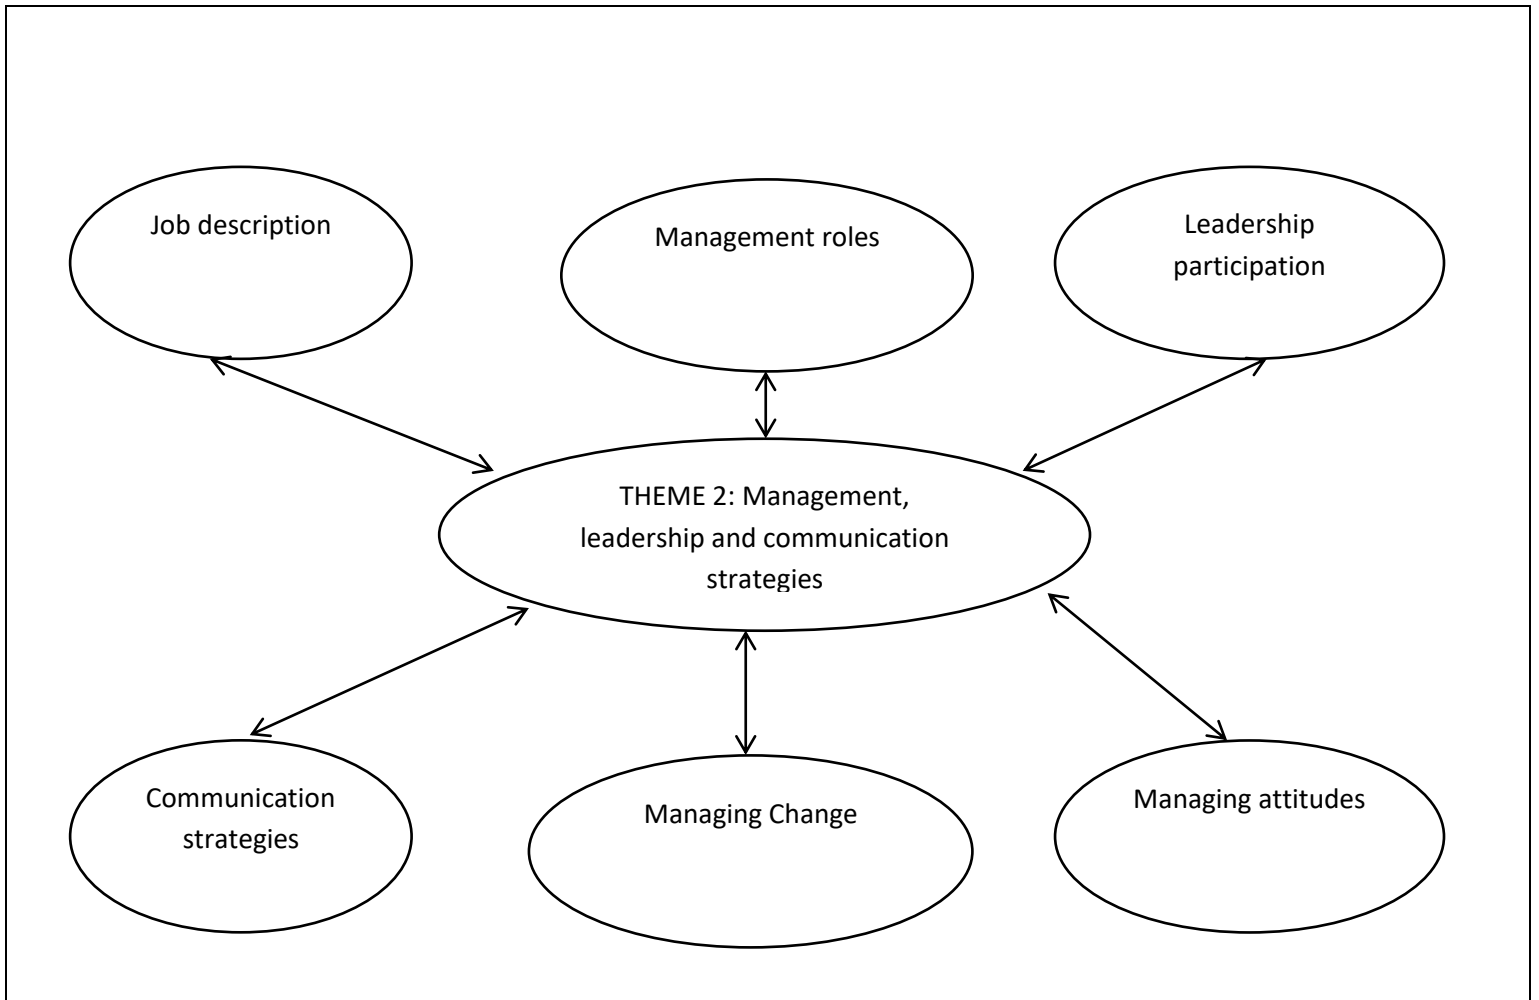 Job description
Management roles
Leadership
participation
THEME 2: Management,
leadership and communication
strategies
Communication
strategies
Managing Change
Managing attitudes